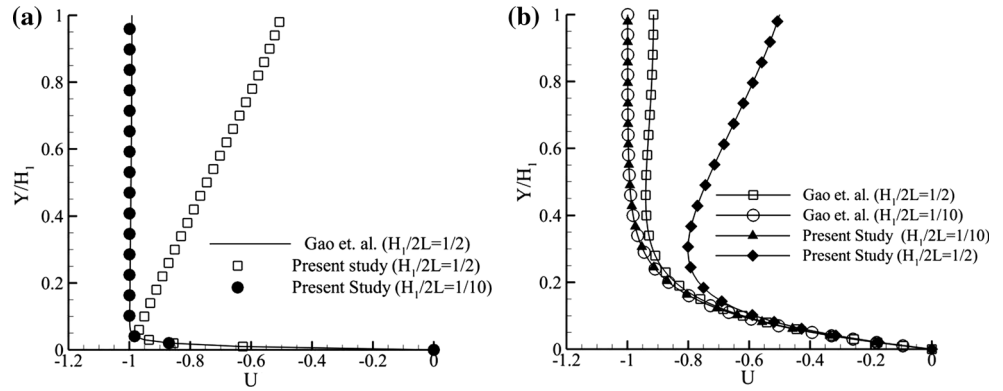 (a)
1
0.8
0.6
0.4
0.2
0
Y/H1
-1.2 -1 -0.8 -0.6 -0.4 -0.2 0
U
Gao et. al (H1/2L=1/2)
Present study (H1/2L=1/2)
Present Study (H1/2L=1/10)
(b)
1
0.8
0.6
0.4
0.2
0
Y/H1
-1.2 -1 -0.8 -0.6 -0.4 -0.2 0
U
Gao et. al (H1/2L=1/2)
Gao et. al (H1/2L=1/10)
Present Study (H1/2L=1/10)
Present Study (H1/2L=1/2)